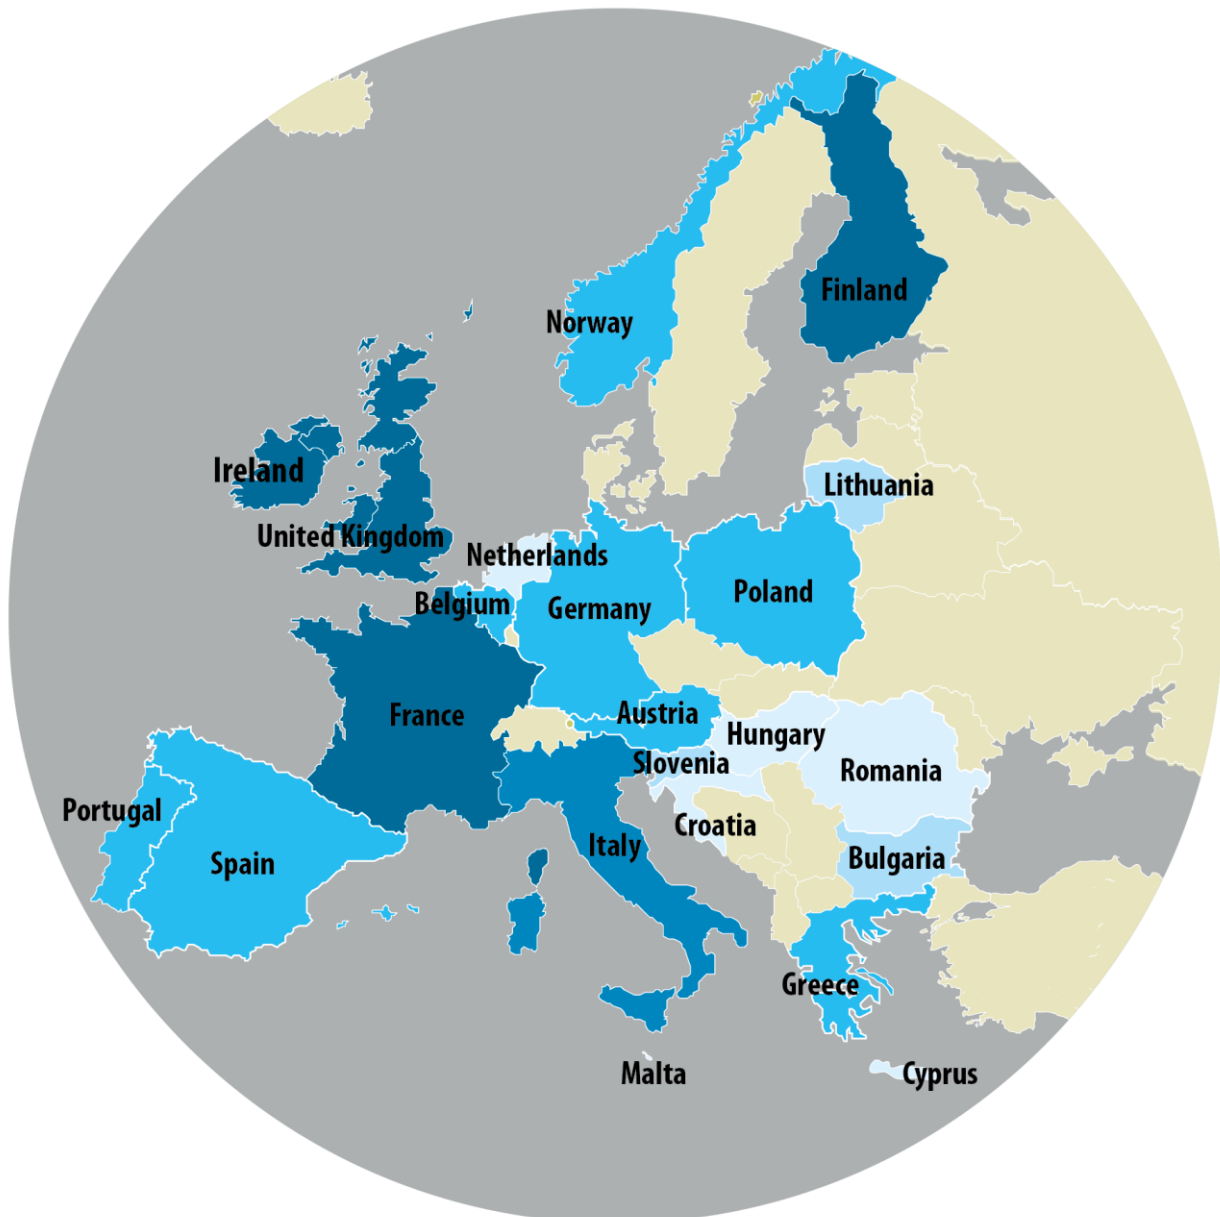 Finland
Norway
Ireland
Lithuania
United Kingdom
Netherlands
Belgium
Germany
Poland
France
Austria
Hungary
Slovenia
Romania
Portugal
Croatia
Italy
Spain
Bulgaria
Greece
Malta
Cyprus